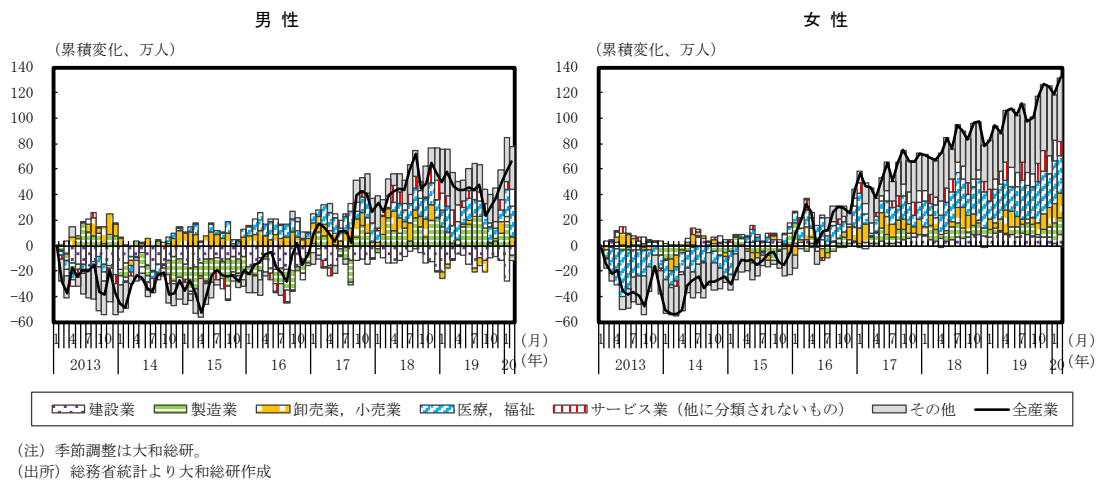 男 性
（累積変化、万人）
140
120
100
80
60
40
20
0
−20
−40
−60
1 4 7 10 1 4 7 10 1 4 7 10 1 4 7 10 1 4 7 10 1 4 7 10 1 4 7 10 1 （月）
2013 14 15 16 17 18 19 20 （年）
女 性
（累積変化、万人）
140
120
100
80
60
40
20
0
−20
−40
−60
1 4 7 10 1 4 7 10 1 4 7 10 1 4 7 10 1 4 7 10 1 4 7 10 1 4 7 10 1 （月）
2013 14 15 16 17 18 19 20 （年）
建設業 製造業 卸売業，小売業 医療，福祉 サービス業（他に分類されないもの） その他 全産業
（注）季節調整は大和総研。
（出所）総務省統計より大和総研作成